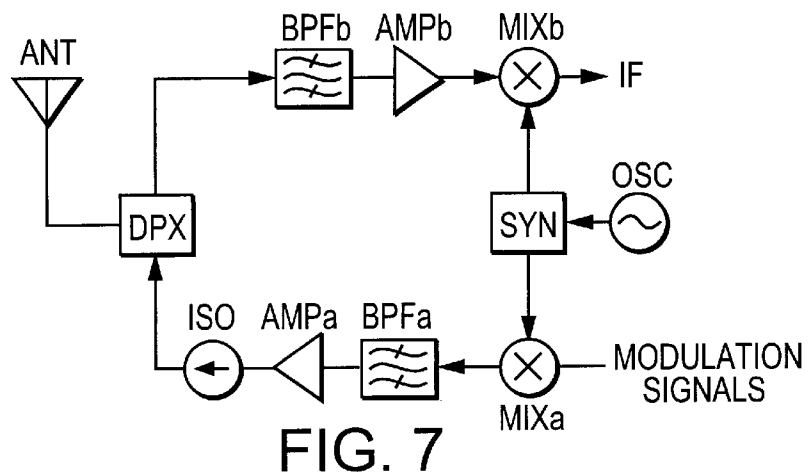 BPFb AMPb MIXb
ANT
IF
OSC
DPX
SYN
ISO AMPa BPFa
MODULATION
SIGNALS
MIXa
FIG. 7